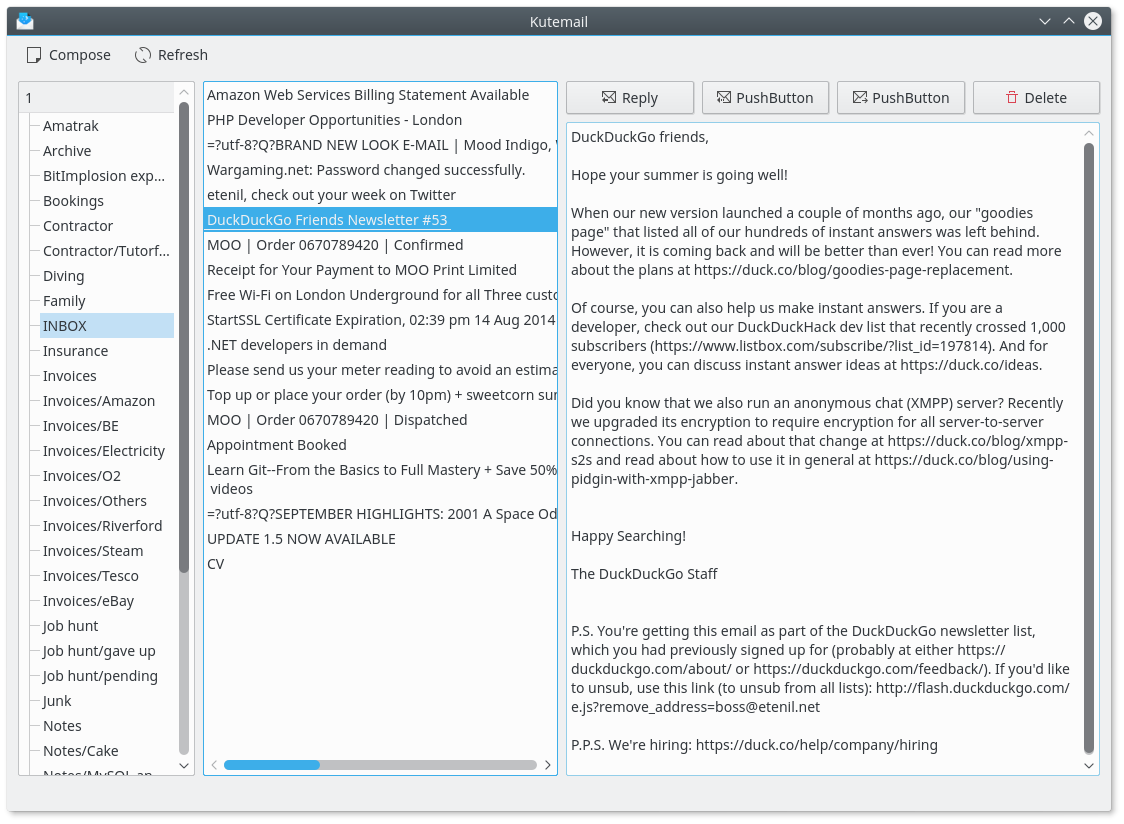 Kutemail
Compose
Refresh
1
Amatrak
Archive
BitImplosion exp...
Bookings
Contractor
Contractor/Tutorf...
Diving
Family
INBOX
Insurance
Invoices
Invoices/Amazon
Invoices/BE
Invoices/Electricity
Invoices/O2
Invoices/Others
Invoices/Riverford
Invoices/Steam
Invoices/Tesco
Invoices/eBay
Job hunt
Job hunt/gave up
Job hunt/pending
Junk
Notes
Notes/Cake
Notes/MySQL an
Amazon Web Services Billing Statement Available
PHP Developer Opportunities - London
=?utf-8?Q?BRAND NEW LOOK E-MAIL | Mood Indigo,
Wargaming.net: Password changed successfully.
etenil, check out your week on Twitter
DuckDuckGo Friends Newsletter #53
MOO | Order 0670789420 | Confirmed
Receipt for Your Payment to MOO Print Limited
Free Wi-Fi on London Underground for all Three custo
StartSSL Certificate Expiration, 02:39 pm 14 Aug 2014
.NET developers in demand
Please send us your meter reading to avoid an estima
Top up or place your order (by 10pm) + sweetcorn sur
MOO | Order 0670789420 | Dispatched
Appointment Booked
Learn Git--From the Basics to Full Mastery + Save 50%
videos
=?utf-8?Q?SEPTEMBER HIGHLIGHTS: 2001 A Space Od
UPDATE 1.5 NOW AVAILABLE
CV
Reply
PushButton
PushButton
Delete
DuckDuckGo friends,
Hope your summer is going well!
When our new version launched a couple of months ago, our "goodies
page" that listed all of our hundreds of instant answers was left behind.
However, it is coming back and will be better than ever! You can read more
about the plans at https://duck.co/blog/goodies-page-replacement.
Of course, you can also help us make instant answers. If you are a
developer, check out our DuckDuckHack dev list that recently crossed 1,000
subscribers (https://www.listbox.com/subscribe/?list_id=197814). And for
everyone, you can discuss instant answer ideas at https://duck.co/ideas.
Did you know that we also run an anonymous chat (XMPP) server? Recently
we upgraded its encryption to require encryption for all server-to-server
connections. You can read about that change at https://duck.co/blog/xmpp-
s2s and read about how to use it in general at https://duck.co/blog/using-
pidgin-with-xmpp-jabber.
Happy Searching!
The DuckDuckGo Staff
P.S. You're getting this email as part of the DuckDuckGo newsletter list,
which you had previously signed up for (probably at either https://
duckduckgo.com/about/ or https://duckduckgo.com/feedback/). If you'd like
to unsub, use this link (to unsub from all lists): http://flash.duckduckgo.com/
e.js?remove_address=boss@etenil.net
P.P.S. We're hiring: https://duck.co/help/company/hiring